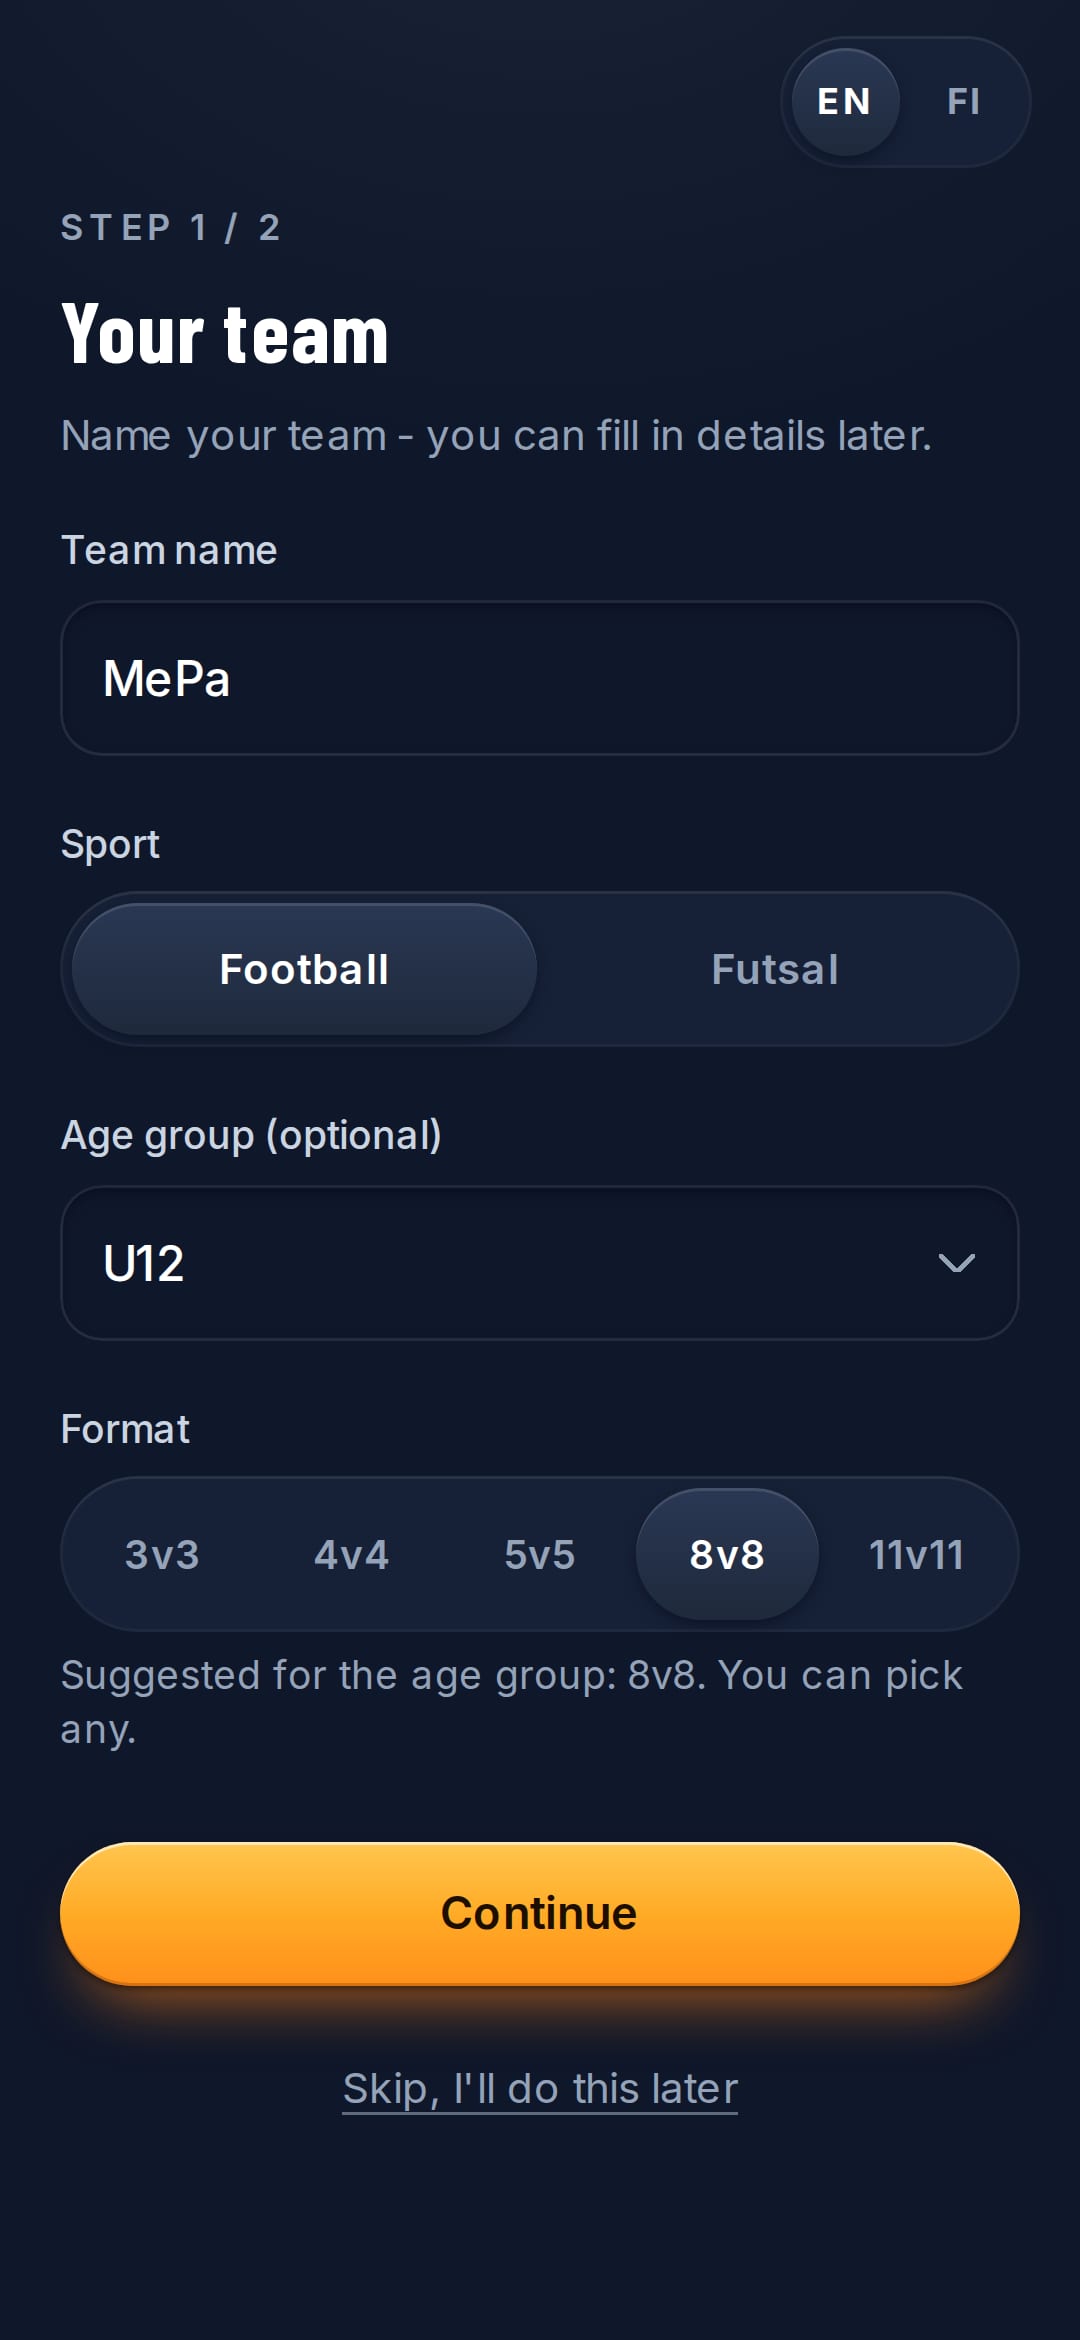 EN FI
STEP 1 / 2
Your team
Name your team - you can fill in details later.
Team name
MePa
Sport
Football Futsal
Age group (optional)
U12
Format
3v3 4v4 5v5 8v8 11v11
Suggested for the age group: 8v8. You can pick
any.
Continue
Skip, I'll do this later